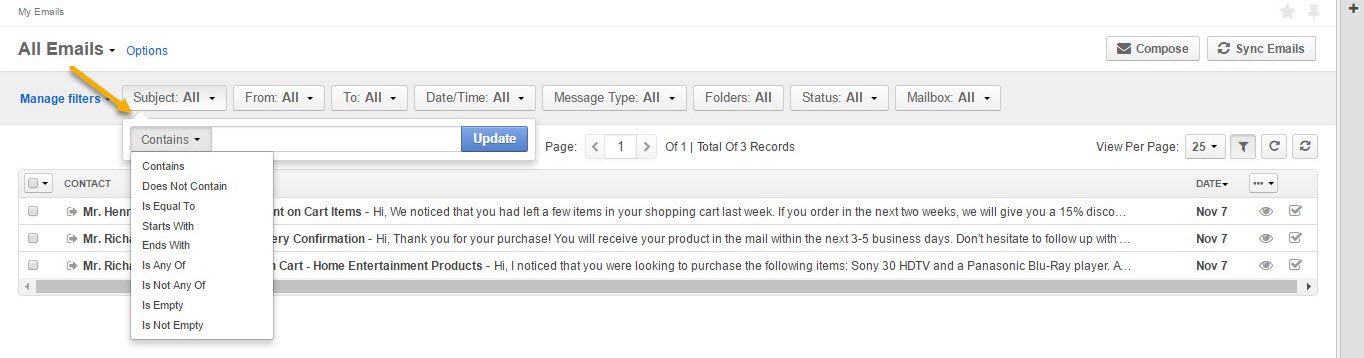 My Emails
All Emails
Options
Compose
Sync Emails
Manage filters
Subject: All
From: All
To: All
Date/Time: All
Message Type: All
Folders: All
Status: All
Mailbox: All
Contains
Update
Page:
1
Of 1 | Total Of 3 Records
View Per Page:
25
Contains
Does Not Contain
Is Equal To
Starts With
Ends With
Is Any Of
Is Not Any Of
Is Empty
Is Not Empty
CONTACT
DATE
Mr. Henr
nt on Cart Items - Hi, We noticed that you had left a few items in your shopping cart last week. If you order in the next two weeks, we will give you a 15% disco...
Nov 7
Mr. Richa
ery Confirmation - Hi, Thank you for your purchase! You will receive your product in the mail within the next 3-5 business days. Don't hesitate to follow up with ...
Nov 7
Mr. Richa
n Cart - Home Entertainment Products - Hi, I noticed that you were looking to purchase the following items: Sony 30 HDTV and a Panasonic Blu-Ray player. A...
Nov 7